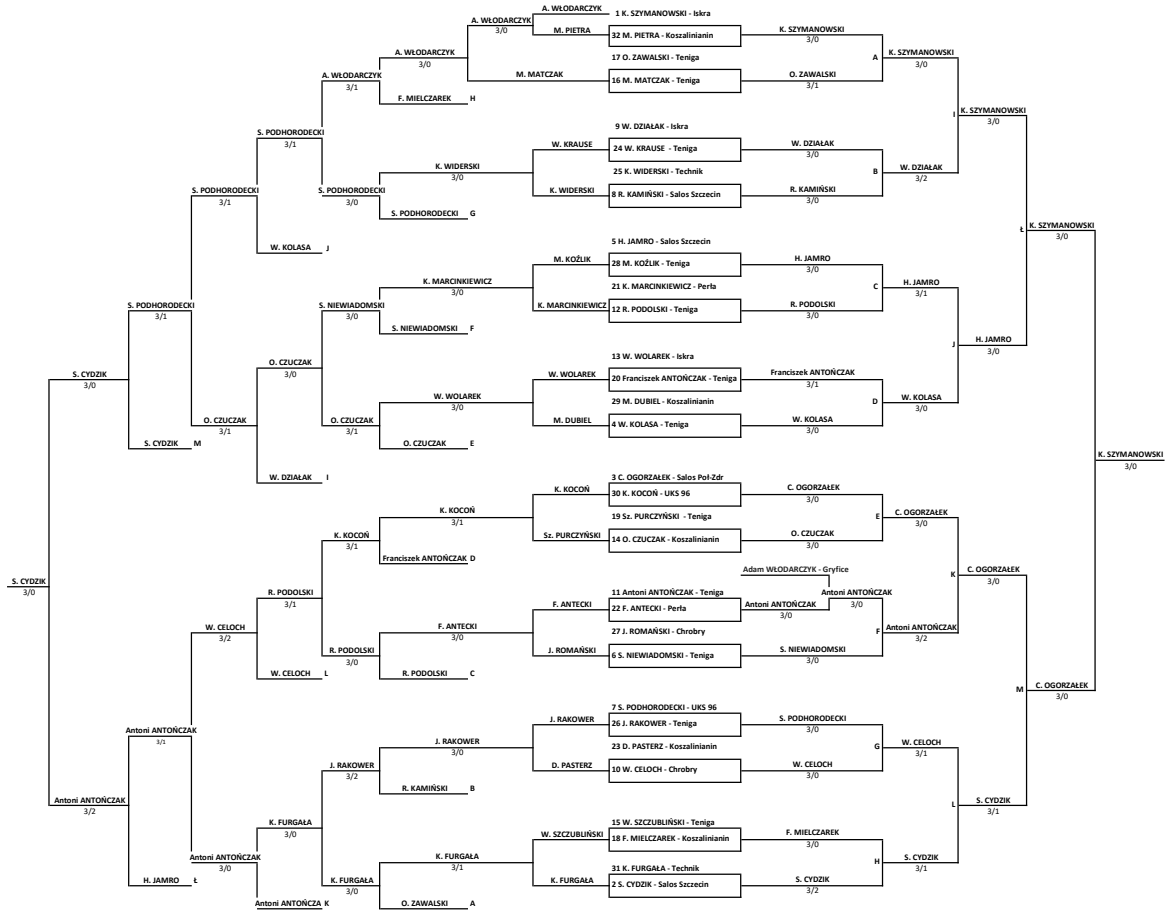 A. WŁODARCZYK
A. WŁODARCZYK
3/0
M. PIETRA
1 K. SZYMANOWSKI - Iskra
32 M. PIETRA - Koszalinianin
K. SZYMANOWSKI
3/0
A. WŁODARCZYK
3/0
17 O. ZAWALSKI - Teniga
A
K. SZYMANOWSKI
3/0
A. WŁODARCZYK
3/1
M. MATCZAK
16 M. MATCZAK - Teniga
O. ZAWALSKI
3/1
F. MIELCZAREK H
I
K. SZYMANOWSKI
3/0
S. PODHORODECKI
3/1
9 W. DZIAŁAK - Iskra
W. KRAUSE
24 W. KRAUSE - Teniga
W. DZIAŁAK
3/0
K. WIDERSKI
3/0
25 K. WIDERSKI - Technik
B
W. DZIAŁAK
3/2
S. PODHORODECKI
3/1
S. PODHORODECKI
3/0
K. WIDERSKI
8 R. KAMIŃSKI - Salos Szczecin
R. KAMIŃSKI
3/0
S. PODHORODECKI G
Ł
K. SZYMANOWSKI
3/0
W. KOLASA J
5 H. JAMRO - Salos Szczecin
M. KOŹLIK
28 M. KOŹLIK - Teniga
H. JAMRO
3/0
K. MARCINKIEWICZ
3/0
21 K. MARCINKIEWICZ - Perła
C
H. JAMRO
3/1
S. PODHORODECKI
3/1
S. NIEWIADOMSKI
3/0
K. MARCINKIEWICZ
12 R. PODOLSKI - Teniga
R. PODOLSKI
3/0
S. NIEWIADOMSKI F
J
H. JAMRO
3/0
13 W. WOLAREK - Iskra
S. CYDZIK
3/0
O. CZUCZAK
3/0
W. WOLAREK
20 Franciszek ANTOŃCZAK - Teniga
Franciszek ANTOŃCZAK
3/1
W. WOLAREK
3/0
29 M. DUBIEL - Koszalinianin
D
W. KOLASA
3/0
O. CZUCZAK
3/1
O. CZUCZAK
3/1
M. DUBIEL
4 W. KOLASA - Teniga
W. KOLASA
3/0
S. CYDZIK M
O. CZUCZAK E
K. SZYMANOWSKI
3/0
W. DZIAŁAK I
3 C. OGORZAŁEK - Salos Poł-Zdr
K. KOCOŃ
30 K. KOCOŃ - UKS 96
C. OGORZAŁEK
3/0
K. KOCOŃ
3/1
19 Sz. PURCZYŃSKI - Teniga
E
C. OGORZAŁEK
3/0
K. KOCOŃ
3/1
Sz. PURCZYŃSKI
14 O. CZUCZAK - Koszalinianin
O. CZUCZAK
3/0
Franciszek ANTOŃCZAK D
Adam WŁODARCZYK - Gryfice
K
C. OGORZAŁEK
3/0
S. CYDZIK
3/0
R. PODOLSKI
3/1
11 Antoni ANTOŃCZAK - Teniga
Antoni ANTOŃCZAK
3/0
F. ANTECKI
22 F. ANTECKI - Perła
Antoni ANTOŃCZAK
3/0
W. CELOCH
3/2
F. ANTECKI
3/0
27 J. ROMAŃSKI - Chrobry
F
Antoni ANTOŃCZAK
3/2
R. PODOLSKI
3/0
J. ROMAŃSKI
6 S. NIEWIADOMSKI - Teniga
S. NIEWIADOMSKI
3/0
W. CELOCH L
R. PODOLSKI C
M
C. OGORZAŁEK
3/0
7 S. PODHORODECKI - UKS 96
Antoni ANTOŃCZAK
3/1
J. RAKOWER
26 J. RAKOWER - Teniga
S. PODHORODECKI
3/0
J. RAKOWER
3/0
23 D. PASTERZ - Koszalinianin
G
W. CELOCH
3/1
J. RAKOWER
3/2
D. PASTERZ
10 W. CELOCH - Chrobry
W. CELOCH
3/0
R. KAMIŃSKI B
Antoni ANTOŃCZAK
3/2
L
S. CYDZIK
3/1
K. FURGAŁA
3/0
15 W. SZCZUBLIŃSKI - Teniga
W. SZCZUBLIŃSKI
18 F. MIELCZAREK - Koszalinianin
F. MIELCZAREK
3/0
Antoni ANTOŃCZAK
3/0
K. FURGAŁA
3/1
31 K. FURGAŁA - Technik
H
S. CYDZIK
3/1
H. JAMRO Ł
K. FURGAŁA
3/0
K. FURGAŁA
2 S. CYDZIK - Salos Szczecin
S. CYDZIK
3/2
Antoni ANTOŃCZA K
O. ZAWALSKI A